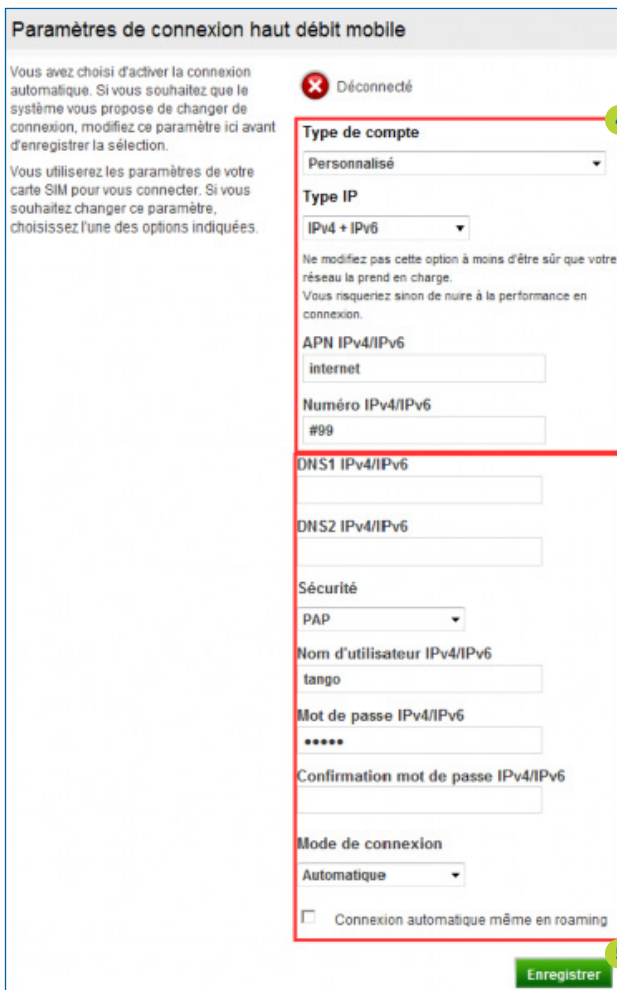 Paramètres de connexion haut débit mobile
Vous avez choisi d'activer la connexion
automatique. Si vous souhaitez que le
système vous propose de changer de
connexion, modifiez ce paramètre ici avant
d'enregistrer la sélection.
Vous utiliserez les paramètres de votre
carte SIM pour vous connecter. Si vous
souhaitez changer ce paramètre,
choisissez l'une des options indiquées.
Déconnecté
Type de compte
Personnalisé
Type IP
IPv4 + IPv6
Ne modifiez pas cette option à moins d'être sûr que votre
réseau la prend en charge.
Vous risqueriez sinon de nuire à la performance en
connexion.
APN IPv4/IPv6
internet
Numéro IPv4/IPv6
#99
DNS1 IPv4/IPv6
DNS2 IPv4/IPv6
Sécurité
PAP
Nom d'utilisateur IPv4/IPv6
tango
Mot de passe IPv4/IPv6
•••••
Confirmation mot de passe IPv4/IPv6
Mode de connexion
Automatique
Connexion automatique même en roaming
Enregistrer